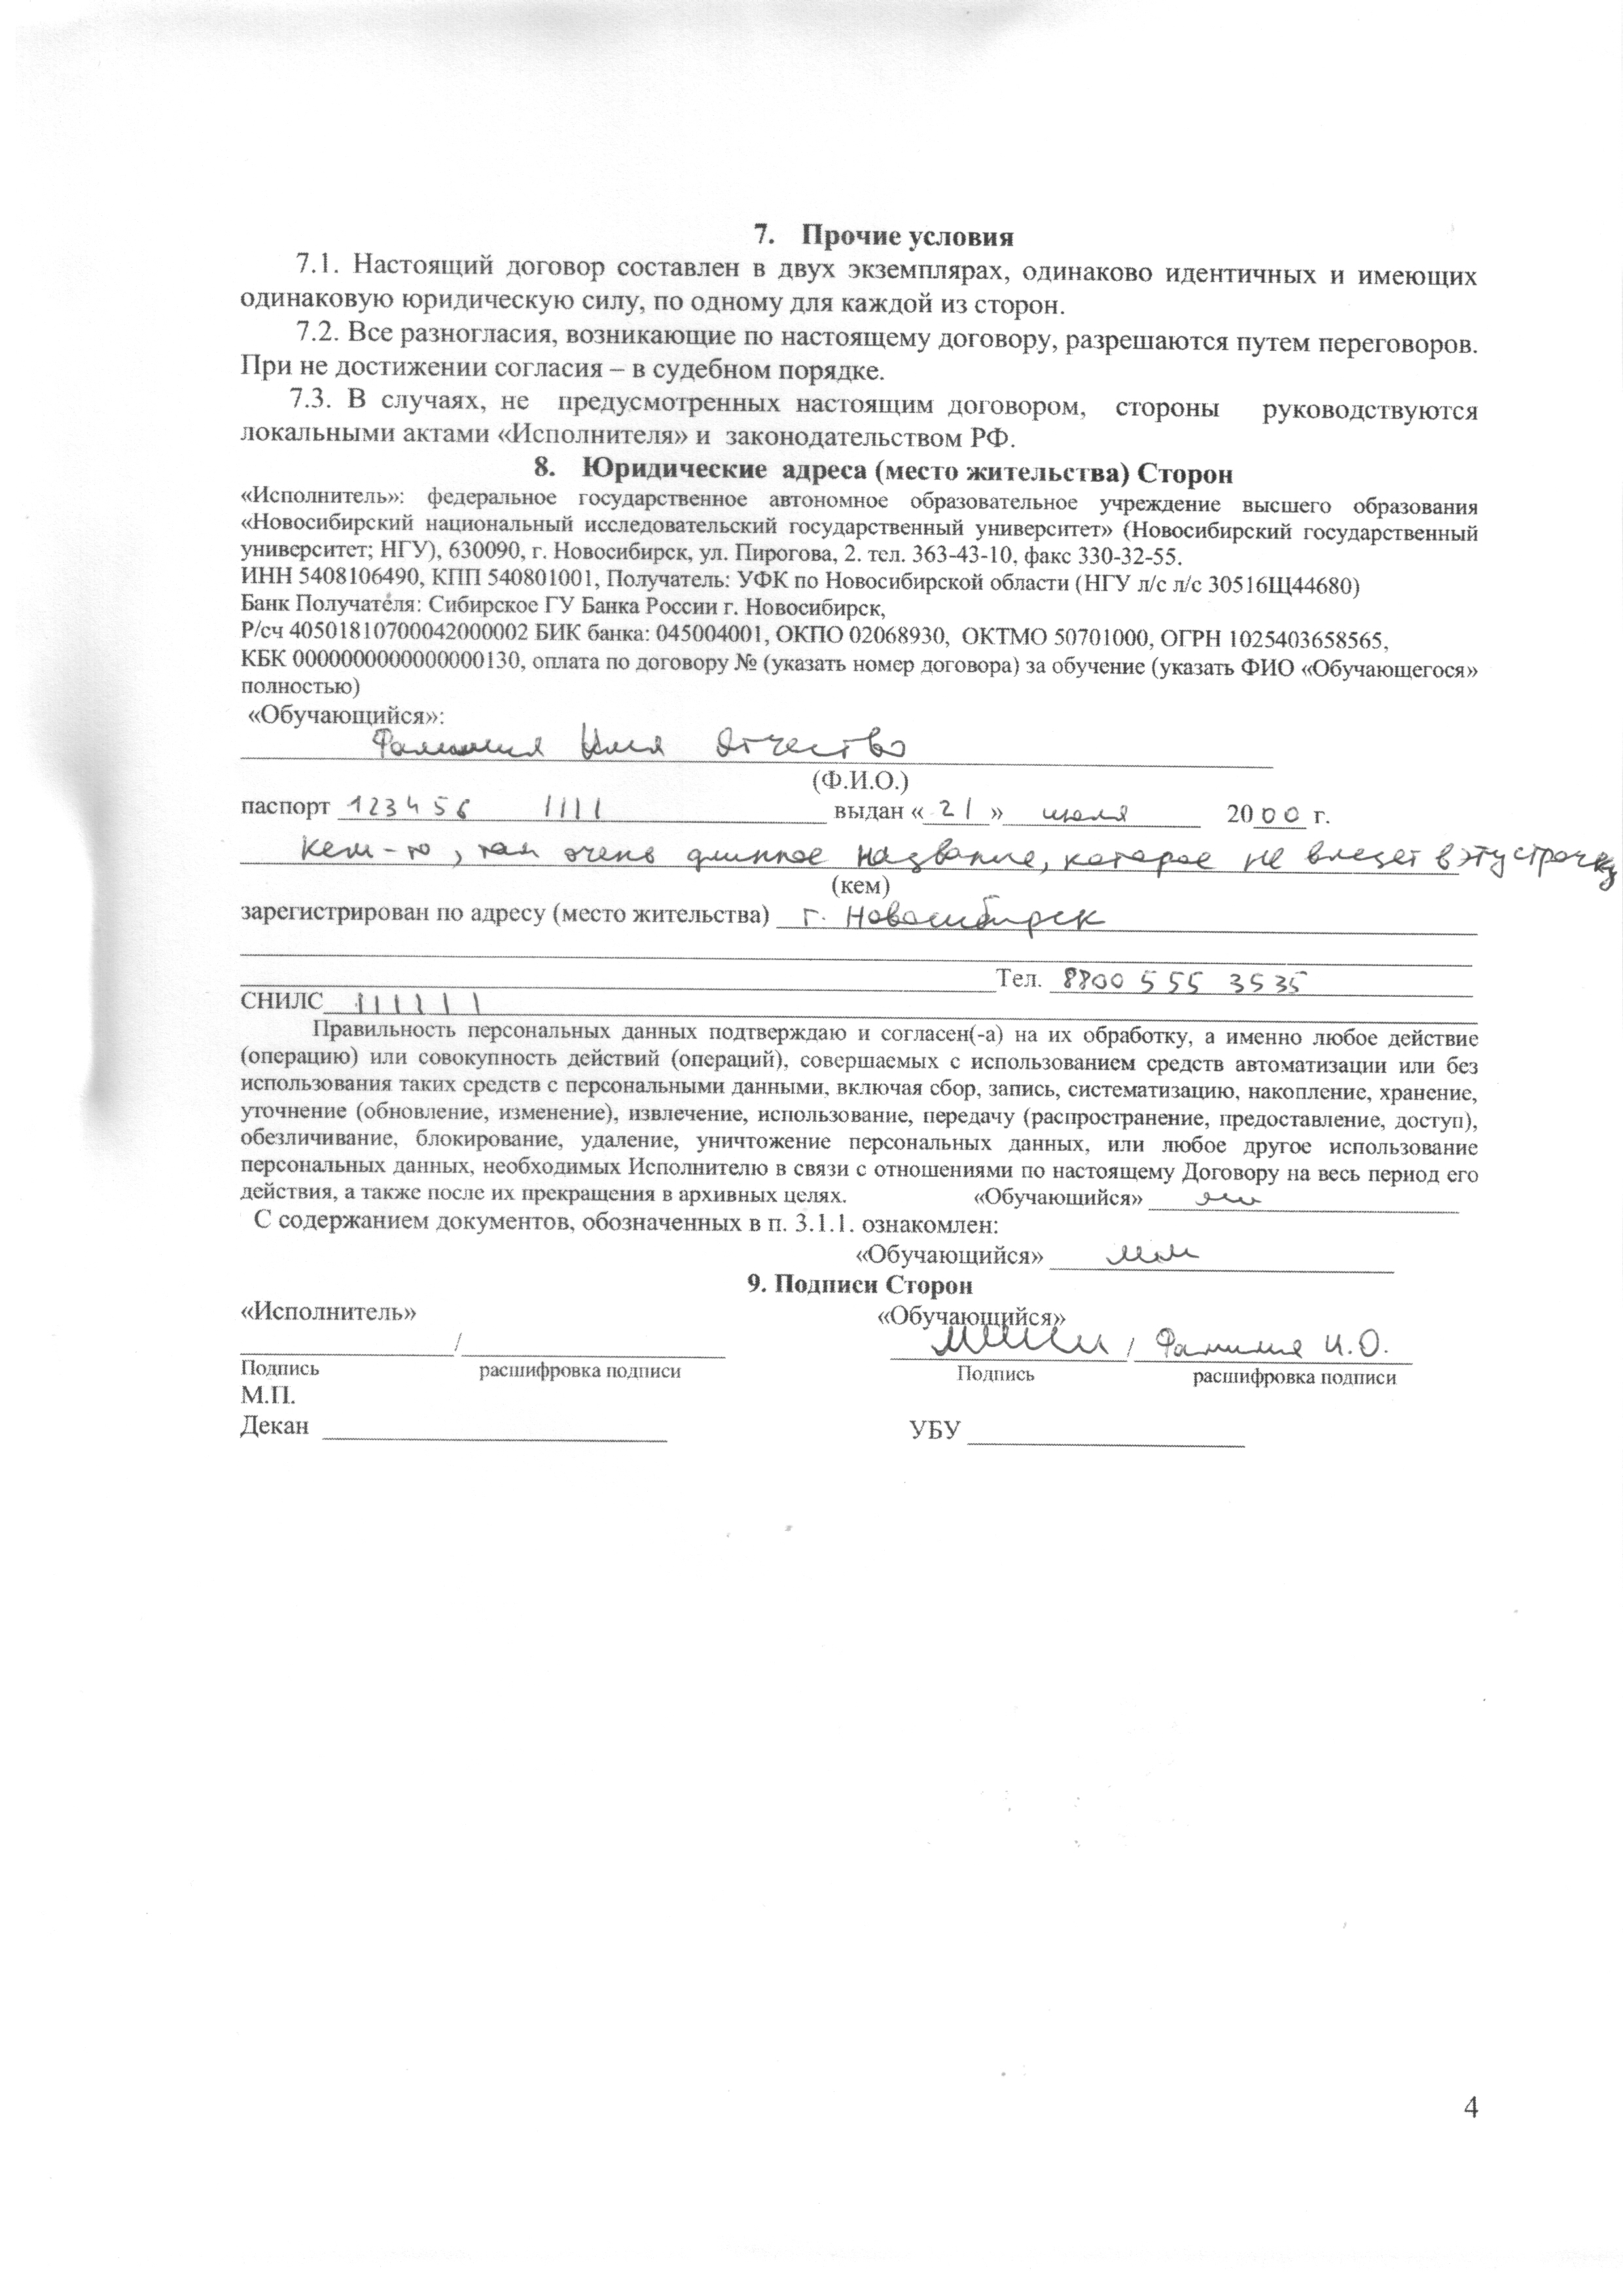 7. Прочие условия
7.1. Настоящий договор составлен в двух экземплярах, одинаково идентичных и имеющих
одинаковую юридическую силу, по одному для каждой из сторон.
7.2. Все разногласия, возникающие по настоящему договору, разрешаются путем переговоров.
При не достижении согласия – в судебном порядке.
7.3. В случаях, не предусмотренных настоящим договором, стороны руководствуются
локальными актами «Исполнителя» и законодательством РФ.
8. Юридические адреса (место жительства) Сторон
«Исполнитель»: федеральное государственное автономное образовательное учреждение высшего образования
«Новосибирский национальный исследовательский государственный университет» (Новосибирский государственный
университет; НГУ), 630090, г. Новосибирск, ул. Пирогова, 2. тел. 363-43-10, факс 330-32-55.
ИНН 5408106490, КПП 540801001, Получатель: УФК по Новосибирской области (НГУ л/с л/с 30516Щ44680)
Банк Получателя: Сибирское ГУ Банка России г. Новосибирск,
Р/сч 40501810700042000002 БИК банка: 045004001, ОКПО 02068930, ОКТМО 50701000, ОГРН 1025403658565,
КБК 00000000000000000130, оплата по договору № (указать номер договора) за обучение (указать ФИО «Обучающегося»
полностью)
«Обучающийся»:
Фамилия Имя Отчество
(Ф.И.О.)
паспорт 123456 1111 выдан «21» июля 2000 г.
кем-то, там очень длинное название, которое не влезет в эту строчку
(кем)
зарегистрирован по адресу (место жительства) г. Новосибирск
Тел. 8800 555 3535
СНИЛС 111111
Правильность персональных данных подтверждаю и согласен(-а) на их обработку, а именно любое действие
(операцию) или совокупность действий (операций), совершаемых с использованием средств автоматизации или без
использования таких средств с персональными данными, включая сбор, запись, систематизацию, накопление, хранение,
уточнение (обновление, изменение), извлечение, использование, передачу (распространение, предоставление, доступ),
обезличивание, блокирование, удаление, уничтожение персональных данных, или любое другое использование
персональных данных, необходимых Исполнителю в связи с отношениями по настоящему Договору на весь период его
действия, а также после их прекращения в архивных целях. «Обучающийся»
С содержанием документов, обозначенных в п. 3.1.1. ознакомлен:
«Обучающийся»
9. Подписи Сторон
«Исполнитель» «Обучающийся»
/ / Фамилия И.О.
Подпись расшифровка подписи Подпись расшифровка подписи
М.П.
Декан УБУ
4